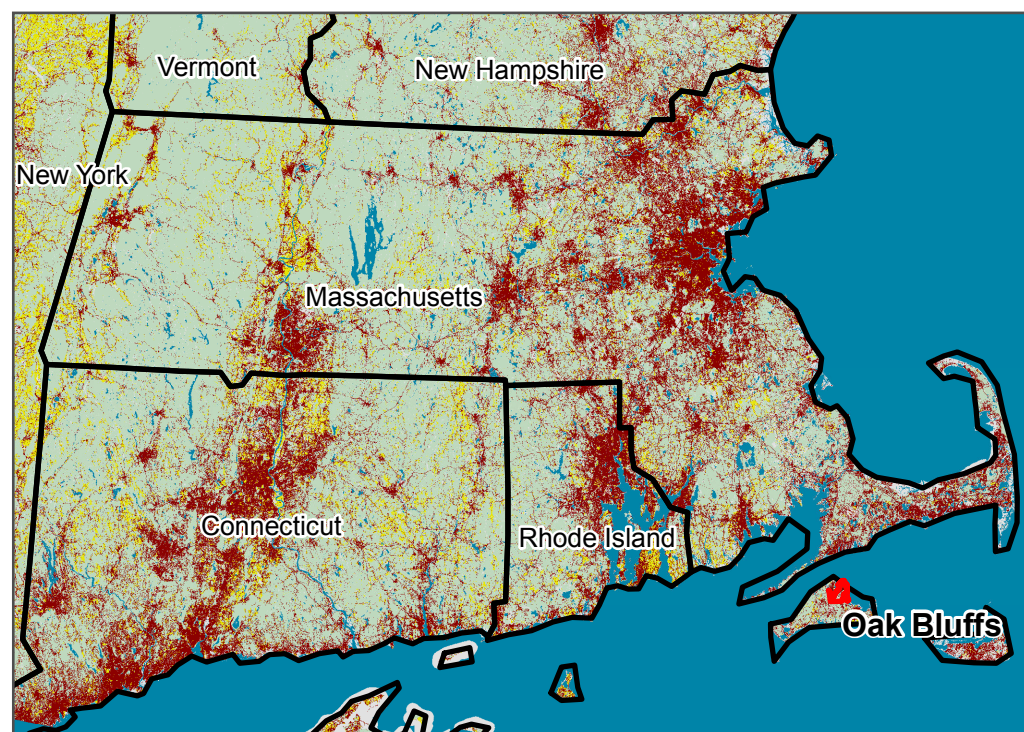 Vermont
New Hampshire
New York
Massachusetts
Connecticut
Rhode Island
Oak Bluffs